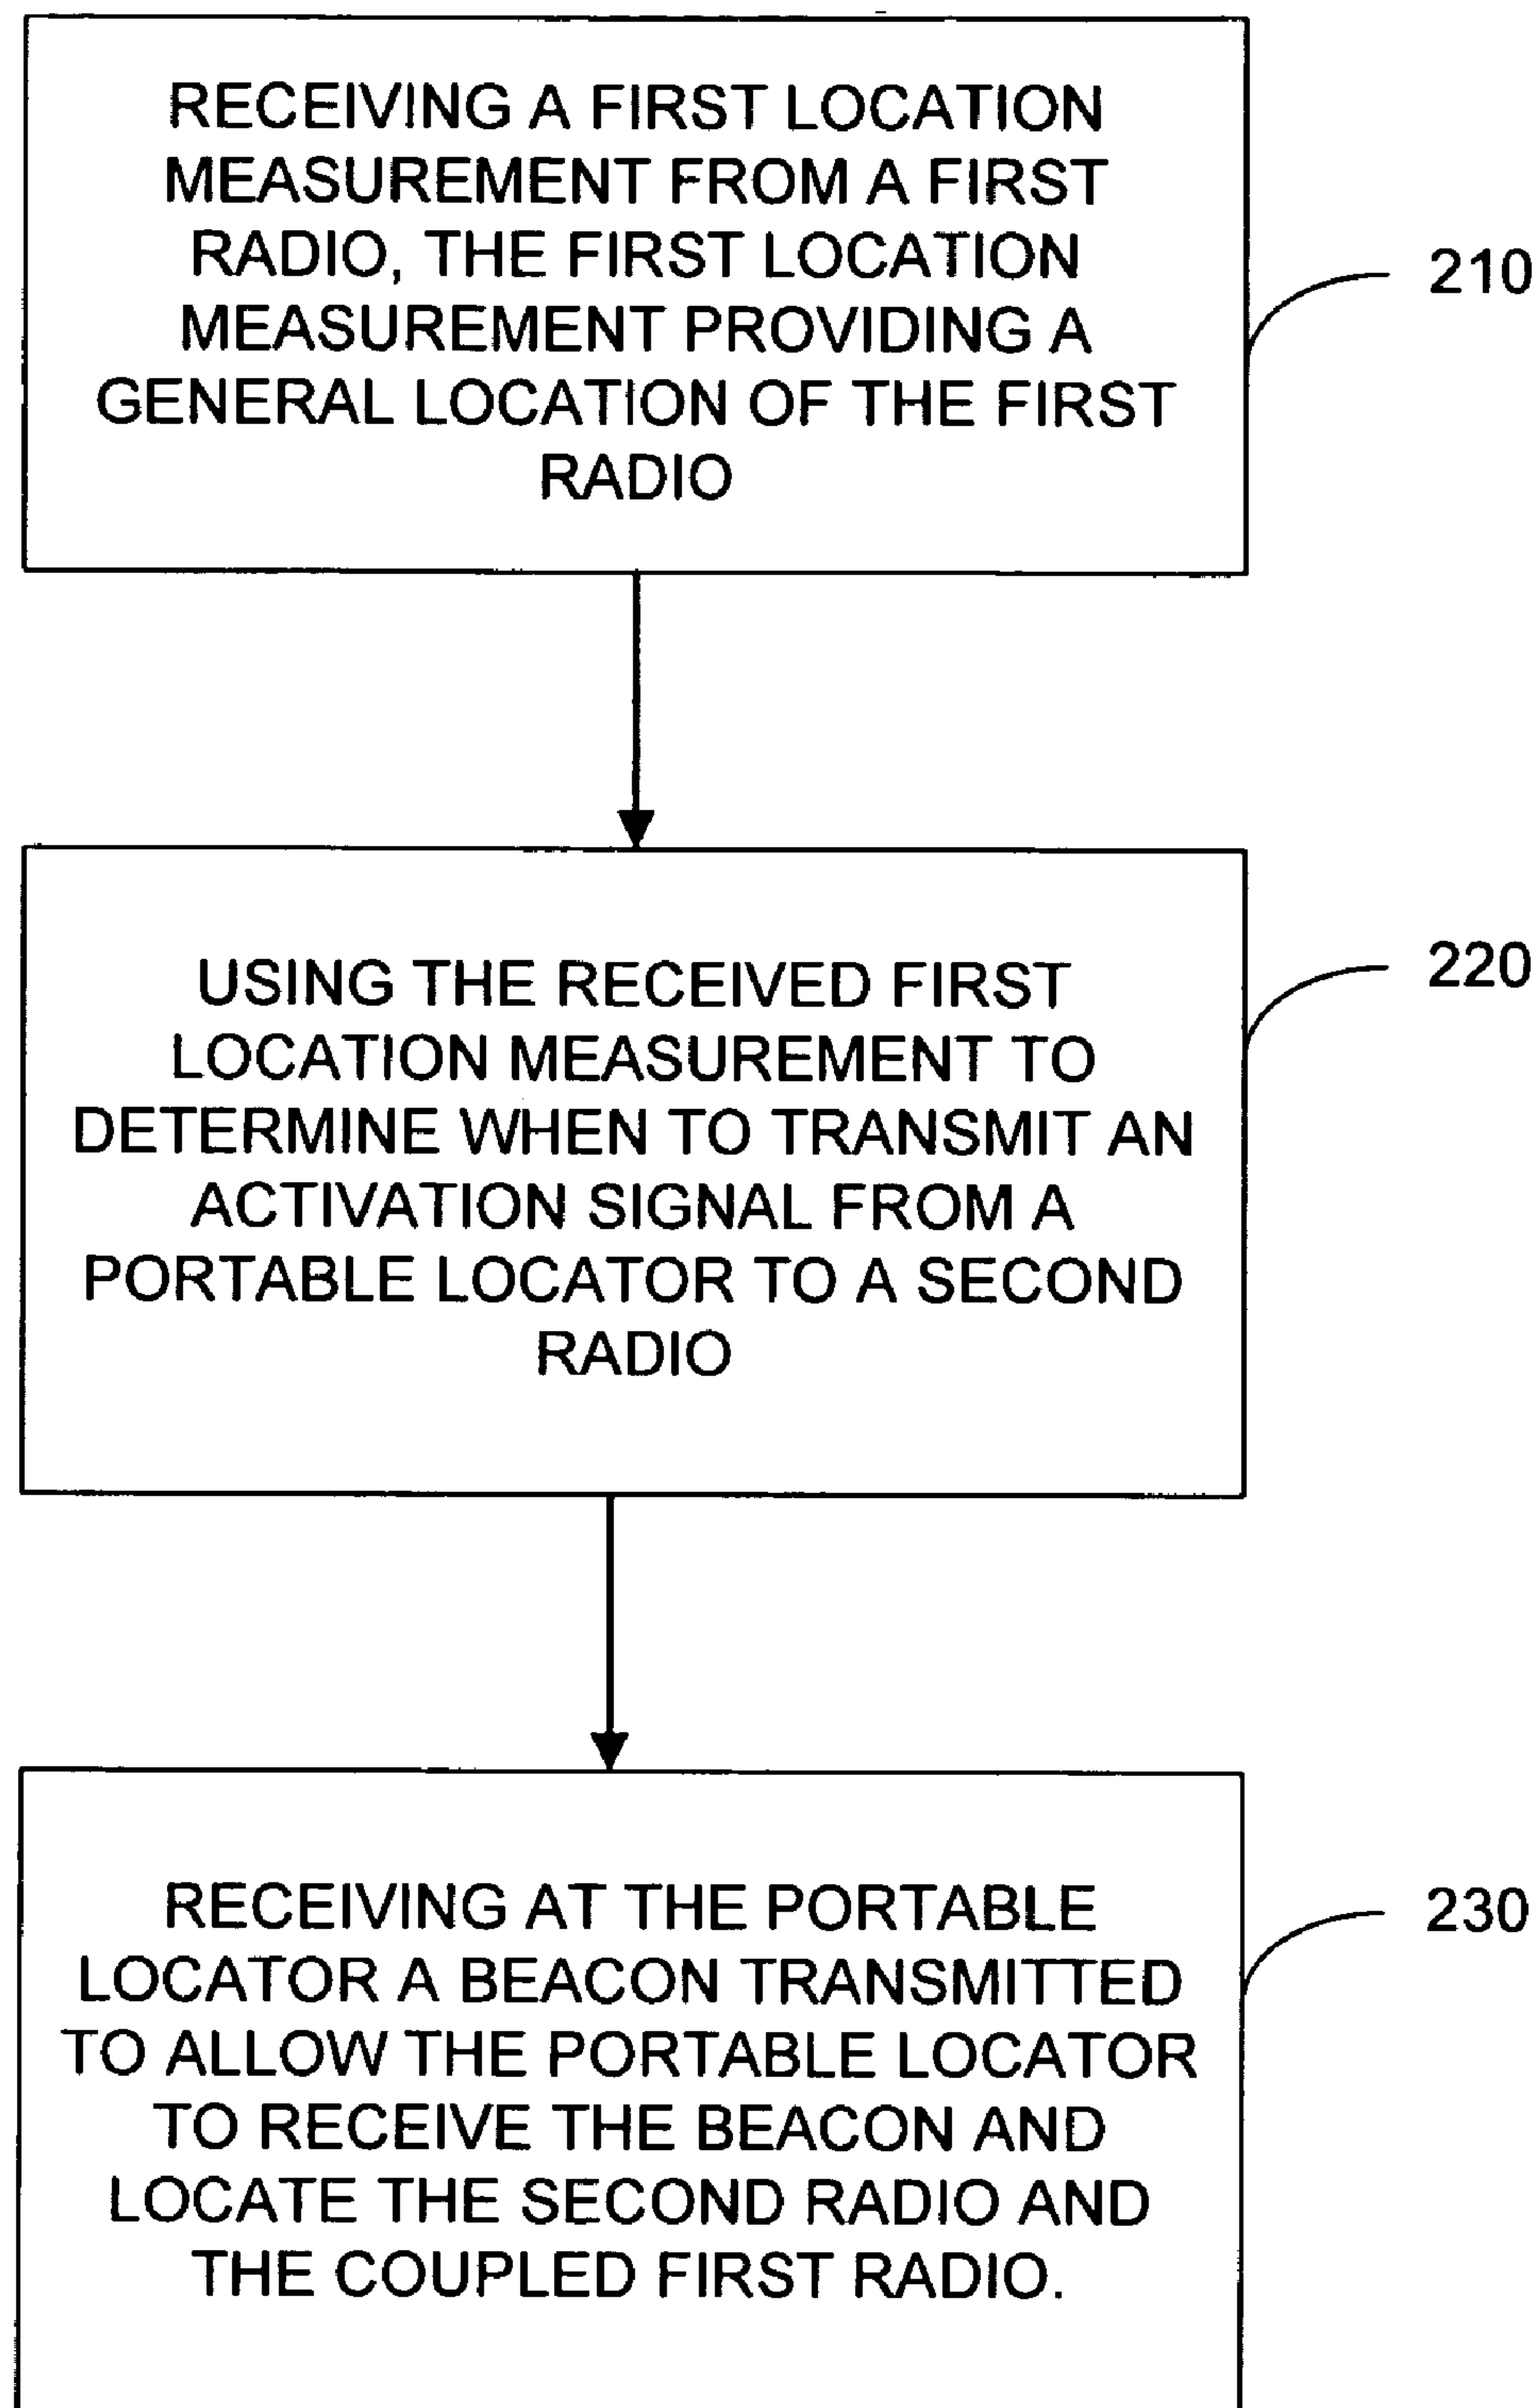 RECEIVING A FIRST LOCATION
MEASUREMENT FROM A FIRST
RADIO, THE FIRST LOCATION
MEASUREMENT PROVIDING A
GENERAL LOCATION OF THE FIRST
RADIO
210
USING THE RECEIVED FIRST
LOCATION MEASUREMENT TO
DETERMINE WHEN TO TRANSMIT AN
ACTIVATION SIGNAL FROM A
PORTABLE LOCATOR TO A SECOND
RADIO
220
RECEIVING AT THE PORTABLE
LOCATOR A BEACON TRANSMITTED
TO ALLOW THE PORTABLE LOCATOR
TO RECEIVE THE BEACON AND
LOCATE THE SECOND RADIO AND
THE COUPLED FIRST RADIO.
230